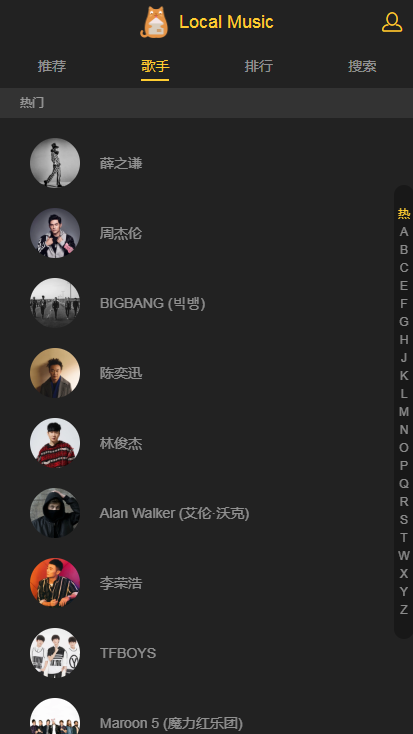 Local Music
推荐 歌手 排行 搜索
热门
薛之谦
周杰伦
BIGBANG (빅뱅)
陈奕迅
林俊杰
Alan Walker (艾伦·沃克)
李荣浩
TFBOYS
Maroon 5 (魔力红乐团)
热
A
B
C
E
F
G
H
J
K
L
M
N
O
P
Q
R
S
T
W
X
Y
Z